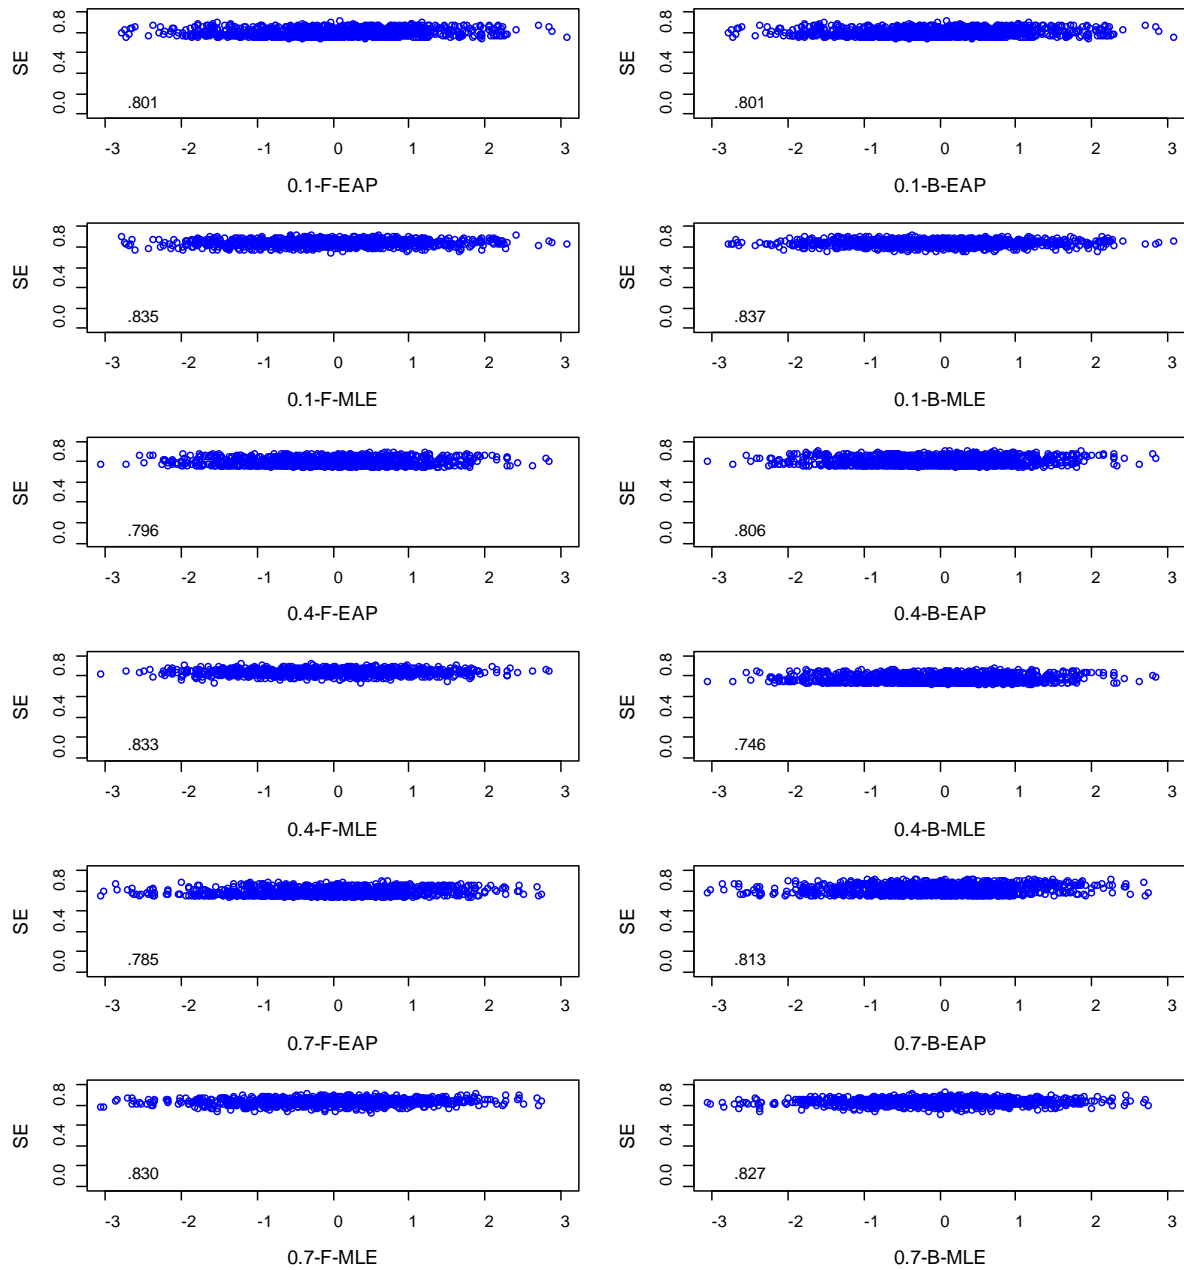 SE
0.8
0.4
0.0
.801
-3 -2 -1 0 1 2 3
0.1-F-EAP
SE
0.8
0.4
0.0
.801
-3 -2 -1 0 1 2 3
0.1-B-EAP
SE
0.8
0.4
0.0
.835
-3 -2 -1 0 1 2 3
0.1-F-MLE
SE
0.8
0.4
0.0
.837
-3 -2 -1 0 1 2 3
0.1-B-MLE
SE
0.8
0.4
0.0
.796
-3 -2 -1 0 1 2 3
0.4-F-EAP
SE
0.8
0.4
0.0
.806
-3 -2 -1 0 1 2 3
0.4-B-EAP
SE
0.8
0.4
0.0
.833
-3 -2 -1 0 1 2 3
0.4-F-MLE
SE
0.8
0.4
0.0
.746
-3 -2 -1 0 1 2 3
0.4-B-MLE
SE
0.8
0.4
0.0
.785
-3 -2 -1 0 1 2 3
0.7-F-EAP
SE
0.8
0.4
0.0
.813
-3 -2 -1 0 1 2 3
0.7-B-EAP
SE
0.8
0.4
0.0
.830
-3 -2 -1 0 1 2 3
0.7-F-MLE
SE
0.8
0.4
0.0
.827
-3 -2 -1 0 1 2 3
0.7-B-MLE